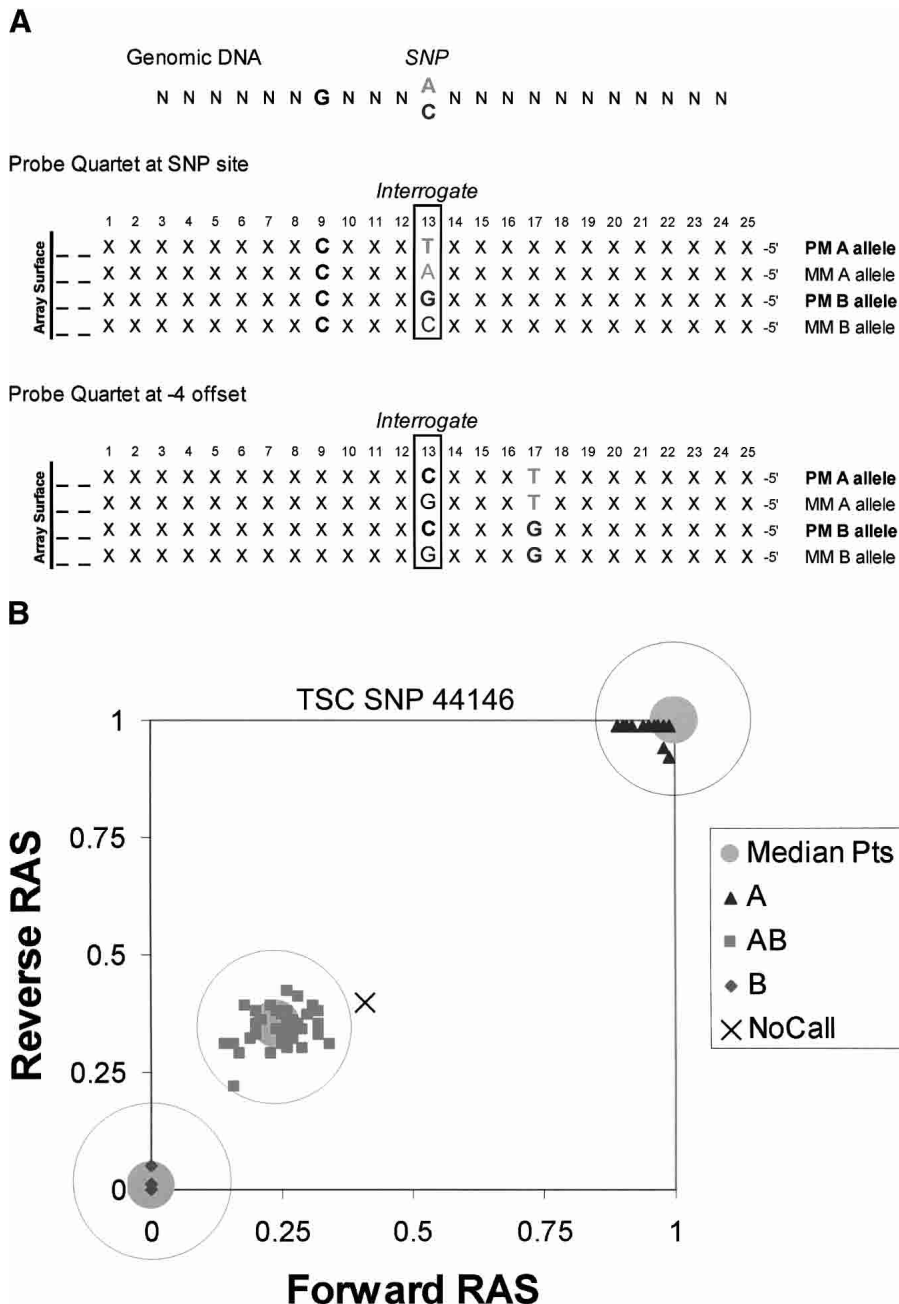 A
Genomic DNA SNP
A
N N N N N N G N N N N N N N N N N N N N N
C
Probe Quartet at SNP site
Interrogate
1 2 3 4 5 6 7 8 9 10 11 12 13 14 15 16 17 18 19 20 21 22 23 24 25
Array Surface
_ _ X X X X X X X X C X X X T X X X X X X X X X X X X -5' PM A allele
_ _ X X X X X X X X C X X X A X X X X X X X X X X X X -5' MM A allele
_ _ X X X X X X X X C X X X G X X X X X X X X X X X X -5' PM B allele
_ _ X X X X X X X X C X X X C X X X X X X X X X X X X -5' MM B allele
Probe Quartet at -4 offset
Interrogate
1 2 3 4 5 6 7 8 9 10 11 12 13 14 15 16 17 18 19 20 21 22 23 24 25
Array Surface
_ _ X X X X X X X X X X X X C X X X T X X X X X X X X -5' PM A allele
_ _ X X X X X X X X X X X X G X X X T X X X X X X X X -5' MM A allele
_ _ X X X X X X X X X X X X C X X X G X X X X X X X X -5' PM B allele
_ _ X X X X X X X X X X X X G X X X G X X X X X X X X -5' MM B allele
B
TSC SNP 44146
1
0.75
0.5
0.25
0
Reverse RAS
0 0.25 0.5 0.75 1
Forward RAS
Median Pts
A
AB
B
NoCall